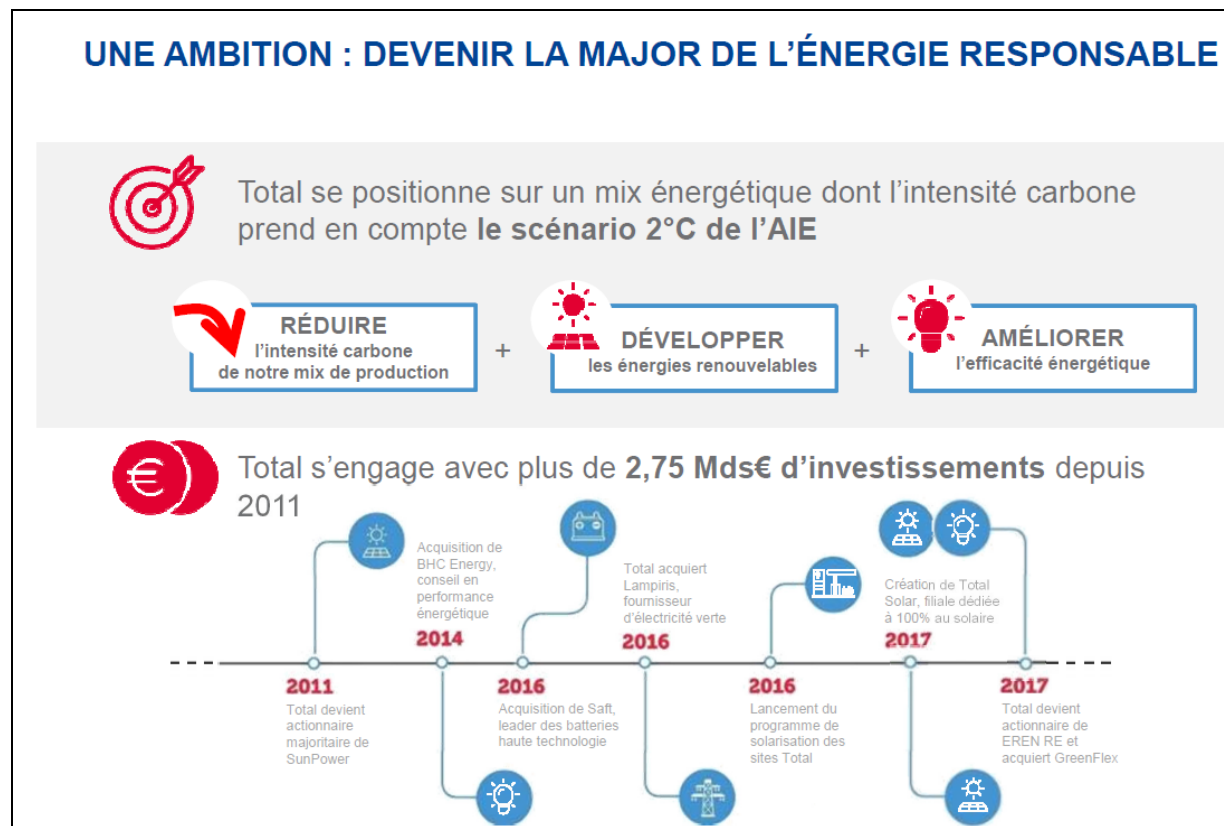 UNE AMBITION : DEVENIR LA MAJOR DE L'ÉNERGIE RESPONSABLE
Total se positionne sur un mix énergétique dont l'intensité carbone
prend en compte le scénario 2°C de l'AIE
RÉDUIRE
l'intensité carbone
de notre mix de production
+
DÉVELOPPER
les énergies renouvelables
+
AMÉLIORER
l'efficacité énergétique
€
Total s'engage avec plus de 2,75 Mds€ d'investissements depuis
2011
Acquisition de
BHC Energy,
conseil en
performance
énergétique
2014
Total acquiert
Lampiris,
fournisseur
d'électricité verte
2016
Création de Total
Solar, filiale dédiée
à 100% au solaire
2017
2011
Total devient
actionnaire
majoritaire de
SunPower
2016
Acquisition de Saft,
leader des batteries
haute technologie
2016
Lancement du
programme de
solarisation des
sites Total
2017
Total devient
actionnaire de
EREN RE et
acquiert GreenFlex